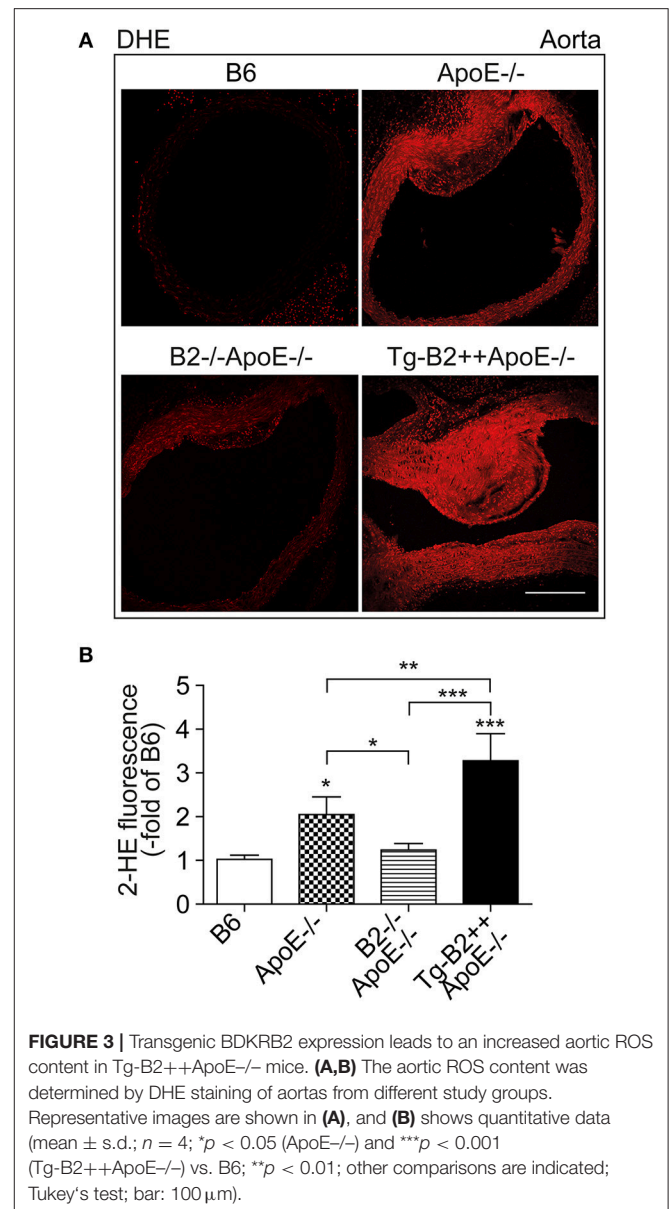 A DHE Aorta
B6 ApoE-/-
B2-/-ApoE-/- Tg-B2++ApoE-/-
B
2-HE fluorescence
(-fold of B6)
5
4
3
2
1
0
**
***
***
*
*
B6
ApoE-/-
B2-/-
ApoE-/-
Tg-B2++
ApoE-/-
FIGURE 3 | Transgenic BDKRB2 expression leads to an increased aortic ROS
content in Tg-B2++ApoE–/– mice. (A,B) The aortic ROS content was
determined by DHE staining of aortas from different study groups.
Representative images are shown in (A), and (B) shows quantitative data
(mean ± s.d.; n = 4; *p < 0.05 (ApoE–/–) and ***p < 0.001
(Tg-B2++ApoE–/–) vs. B6; **p < 0.01; other comparisons are indicated;
Tukey‘s test; bar: 100 μm).